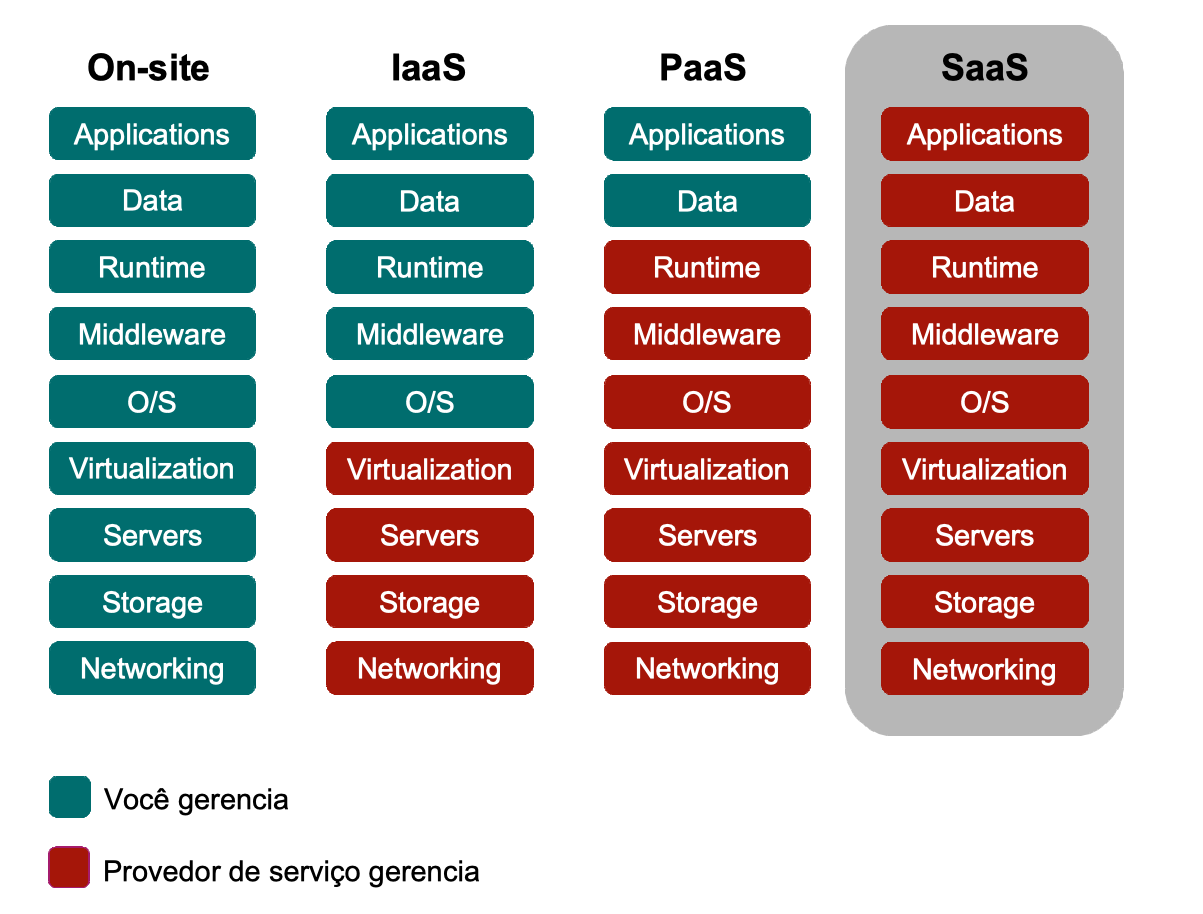 On-site IaaS PaaS SaaS
Applications Applications Applications Applications
Data Data Data Data
Runtime Runtime Runtime Runtime
Middleware Middleware Middleware Middleware
O/S O/S O/S O/S
Virtualization Virtualization Virtualization Virtualization
Servers Servers Servers Servers
Storage Storage Storage Storage
Networking Networking Networking Networking
Você gerencia
Provedor de serviço gerencia